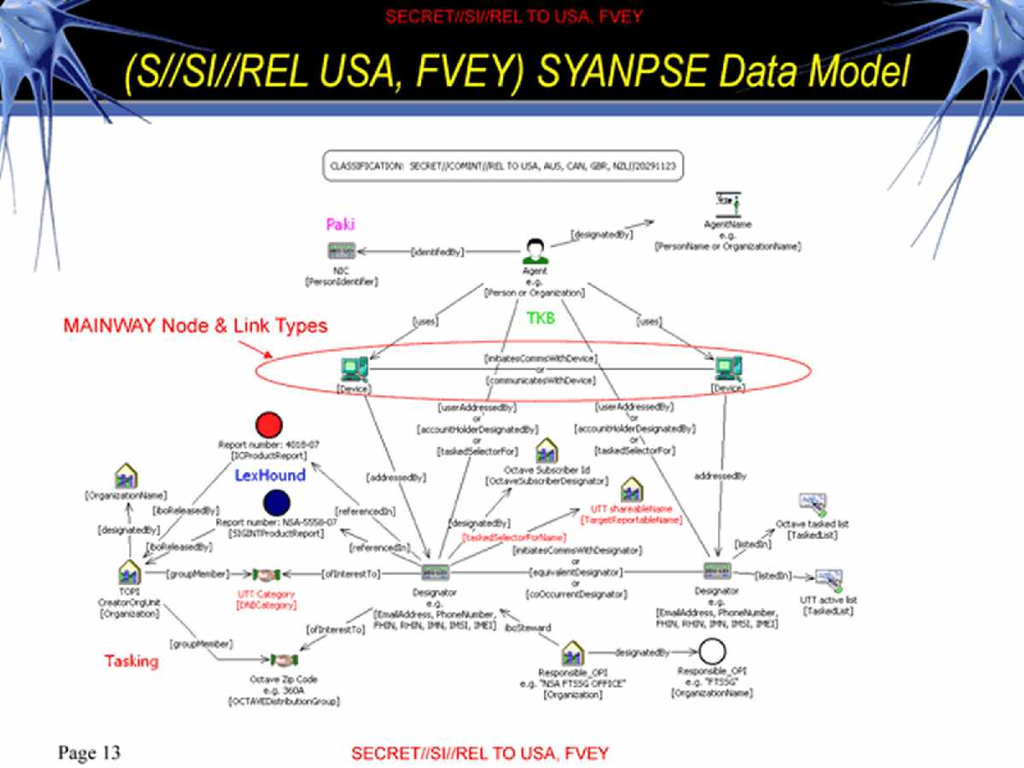 SECRET//SI//REL TO USA, FVEY
(S//SI//REL USA, FVEY) SYANPSE Data Model
CLASSIFICATION: SECRET//COMINT//REL TO USA, AUS, CAN, GBR, NZL//20291123
Paki
NIC
[PersonIdentifier]
[identifedBy]
Agent
e.g.
[Person or Organization]
[designatedBy]
AgentName
e.g.
[PersonName or OrganizationName]
TKB
[uses]
[uses]
MAINWAY Node & Link Types
[Device]
[initiatesCommsWithDevice]
or
[communicatesWithDevice]
[Device]
[userAddressedBy]
or
[accountHolderDesignatedBy]
or
[taskedSelectorFor]
[userAddressedBy]
or
[accountHolderDesignatedBy]
or
[taskedSelectorFor]
Report number: 4018-07
[ICProductReport]
LexHound
Report number: NSA-5558-07
[SIGINTProductReport]
[addressedBy]
addressedBy
Octave Subscriber Id
[OctaveSubscriberDesignator]
UTT shareableName
[TargetReportableName]
[OrganizationName]
[designatedBy]
[iboReleasedBy]
[iboReleasedBy]
[referencedIn]
[referencedIn]
[designatedBy]
[taskedSelectorForName]
[initiatesCommsWithDesignator]
or
[equivalentDesignator]
or
[coOccurrentDesignator]
Octave tasked list
[TaskedList]
[listedIn]
[listedIn]
UTT active list
[TaskedList]
TOPI
CreatorOrgUnit
[Organization]
[groupMember]
UTT Category
[DNDCategory]
[ofInterestTo]
Designator
e.g.
[EmailAddress, PhoneNumber,
FHIN, RHIN, IMN, IMSI, IMEI]
Designator
e.g.
[EmailAddress, PhoneNumber,
FHIN, RHIN, IMN, IMSI, IMEI]
[groupMember]
[ofInterestTo]
iboSteward
Tasking
Octave Zip Code
e.g. 360A
[OCTAVEDistributionGroup]
Responsible_OPI
e.g. "NSA FTSSG OFFICE"
[Organization]
designatedBy
Responsible_OPI
e.g. "FTSSG"
[OrganizationName]
Page 13
SECRET//SI//REL TO USA, FVEY